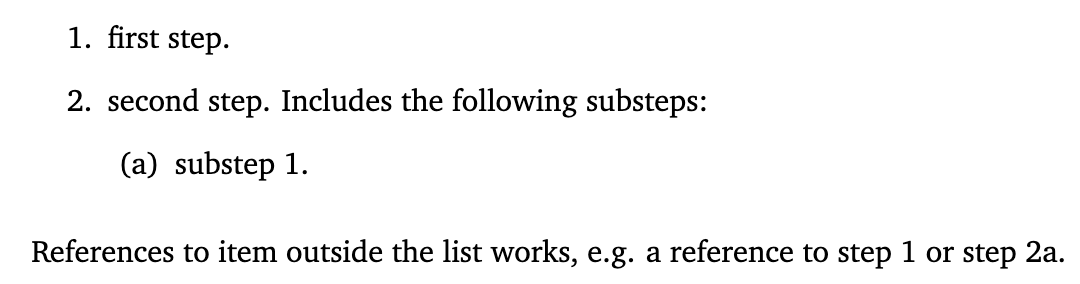 1. first step.
2. second step. Includes the following substeps:
(a) substep 1.
References to item outside the list works, e.g. a reference to step 1 or step 2a.